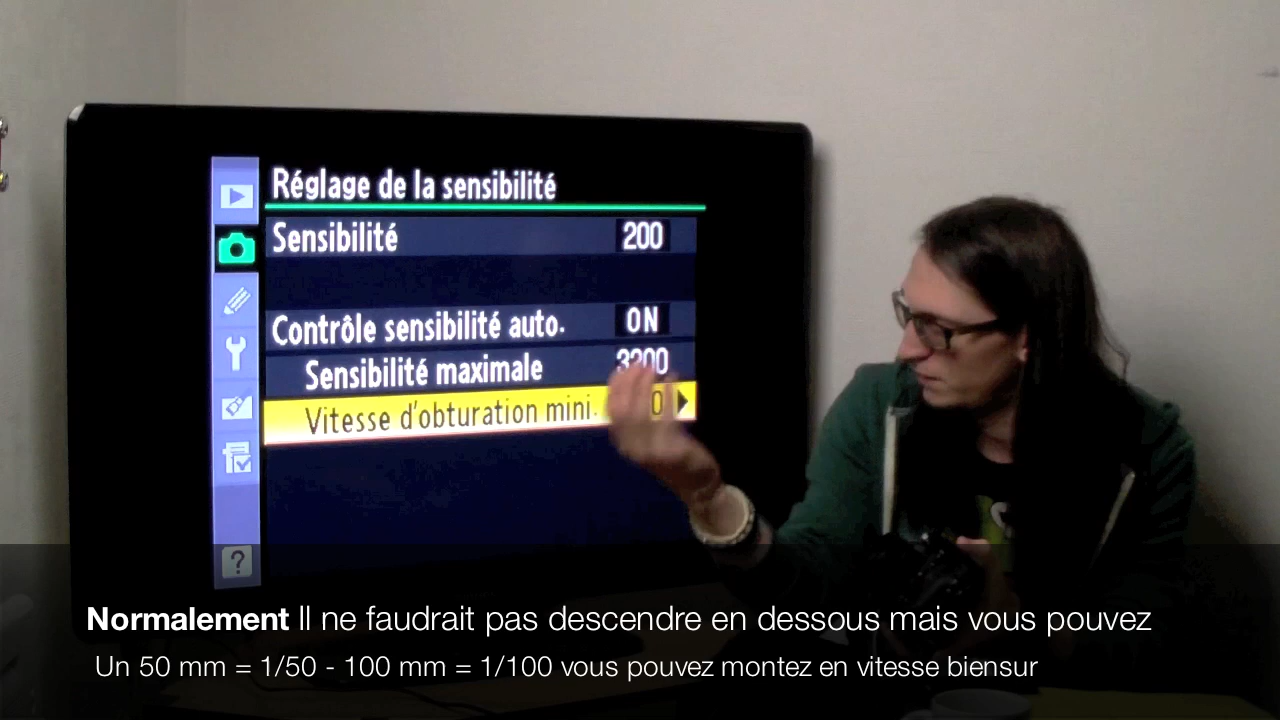 Réglage de la sensibilité
Sensibilité 200
Contrôle sensibilité auto. ON
Sensibilité maximale 3200
Vitesse d'obturation mini.
?
Normalement Il ne faudrait pas descendre en dessous mais vous pouvez
Un 50 mm = 1/50 - 100 mm = 1/100 vous pouvez montez en vitesse biensur